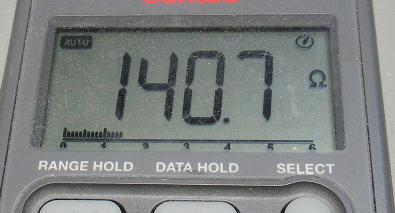 AUTO
140.7 Ω
0 1 2 3 4 5 6
RANGE HOLD DATA HOLD SELECT